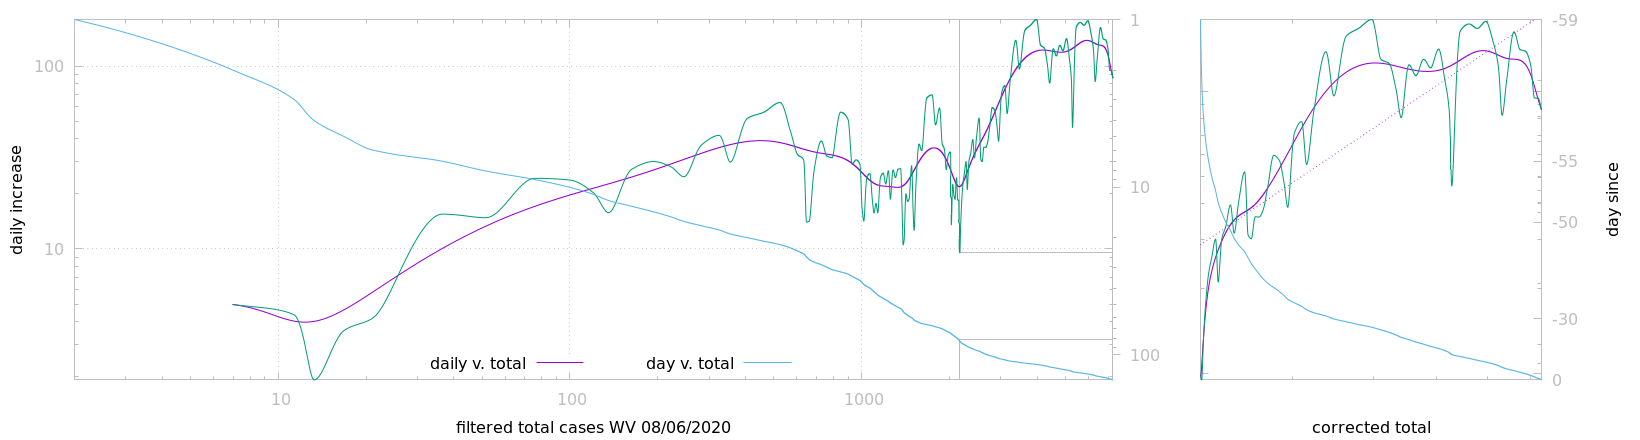 1
-59
100
daily increase
10
10
-55
-50
day since
-30
daily v. total
day v. total
100
0
10
100
1000
filtered total cases WV 08/06/2020
corrected total